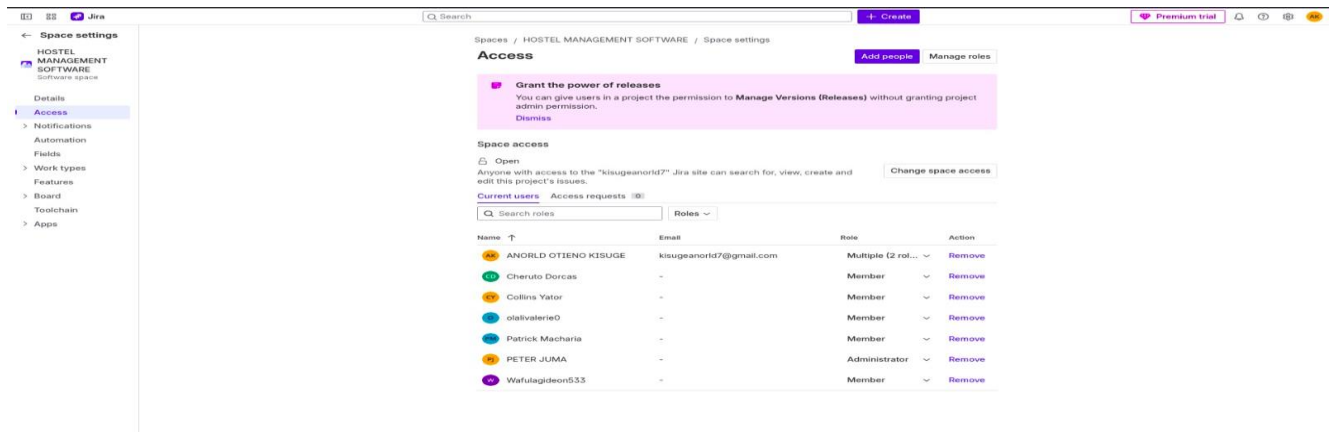 Jira
Search
+ Create
Premium trial
AK
← Space settings
HOSTEL
MANAGEMENT
SOFTWARE
Software space
Details
Access
> Notifications
Automation
Fields
> Work types
Features
> Board
Toolchain
> Apps
Spaces / HOSTEL MANAGEMENT SOFTWARE / Space settings
Access
Add people
Manage roles
Grant the power of releases
You can give users in a project the permission to Manage Versions (Releases) without granting project
admin permission.
Dismiss
Space access
Open
Anyone with access to the "kisugeanorld7" Jira site can search for, view, create and
edit this project's issues.
Change space access
Current users Access requests 0
Search roles
Roles
Name ↑ Email Role Action
AK ANORLD OTIENO KISUGE kisugeanorld7@gmail.com Multiple (2 rol... Remove
CD Cheruto Dorcas - Member Remove
CY Collins Yator - Member Remove
O olalivalerie0 - Member Remove
PM Patrick Macharia - Member Remove
PJ PETER JUMA - Administrator Remove
W Wafulagideon533 - Member Remove